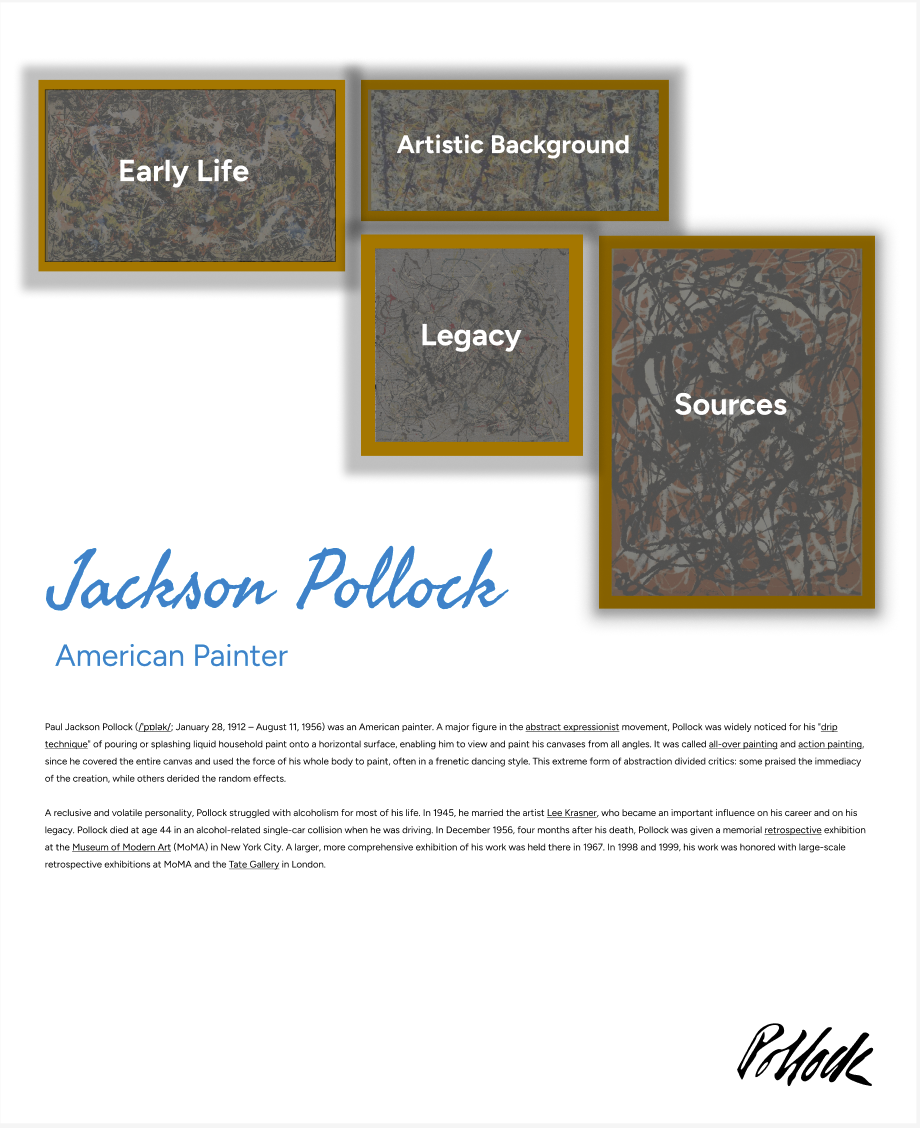 Early Life
Artistic Background
Legacy
Sources
Jackson Pollock
American Painter
Paul Jackson Pollock (/ˈpɒlək/; January 28, 1912 – August 11, 1956) was an American painter. A major figure in the abstract expressionist movement, Pollock was widely noticed for his "drip
technique" of pouring or splashing liquid household paint onto a horizontal surface, enabling him to view and paint his canvases from all angles. It was called all-over painting and action painting,
since he covered the entire canvas and used the force of his whole body to paint, often in a frenetic dancing style. This extreme form of abstraction divided critics: some praised the immediacy
of the creation, while others derided the random effects.
A reclusive and volatile personality, Pollock struggled with alcoholism for most of his life. In 1945, he married the artist Lee Krasner, who became an important influence on his career and on his
legacy. Pollock died at age 44 in an alcohol-related single-car collision when he was driving. In December 1956, four months after his death, Pollock was given a memorial retrospective exhibition
at the Museum of Modern Art (MoMA) in New York City. A larger, more comprehensive exhibition of his work was held there in 1967. In 1998 and 1999, his work was honored with large-scale
retrospective exhibitions at MoMA and the Tate Gallery in London.
Pollock